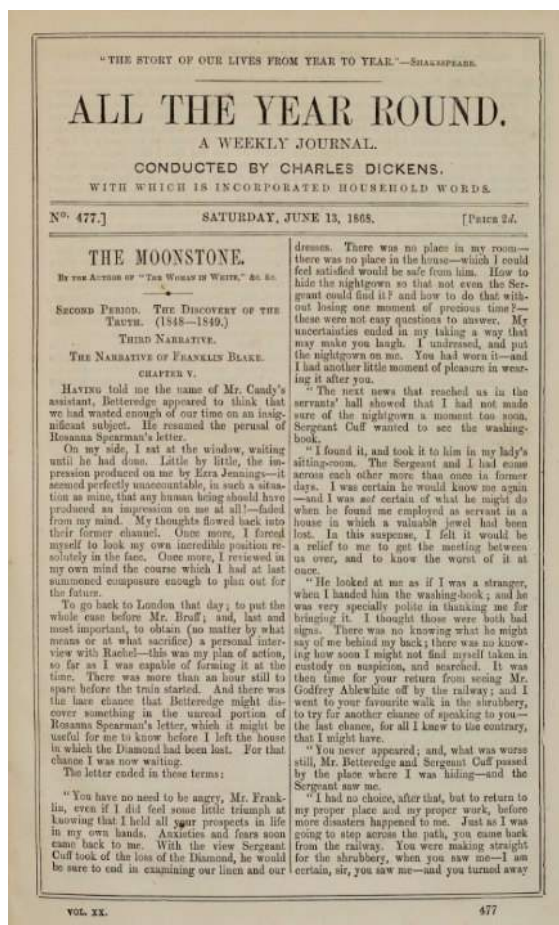 "THE STORY OF OUR LIVES FROM YEAR TO YEAR."—SHAKESPEARE.
ALL THE YEAR ROUND.
A WEEKLY JOURNAL.
CONDUCTED BY CHARLES DICKENS.
WITH WHICH IS INCORPORATED HOUSEHOLD WORDS.
No. 477.]
SATURDAY, JUNE 13, 1868.
[PRICE 2d.
THE MOONSTONE.
BY THE AUTHOR OF "THE WOMAN IN WHITE," &c. &c.
SECOND PERIOD. THE DISCOVERY OF THE
TRUTH. (1848—1849.)
THIRD NARRATIVE.
THE NARRATIVE OF FRANKLIN BLAKE.
CHAPTER V.
HAVING told me the name of Mr. Candy's
assistant, Betteredge appeared to think that
we had wasted enough of our time on an insig-
nificant subject. He resumed the perusal of
Rosanna Spearman's letter.
On my side, I sat at the window, waiting
until he had done. Little by little, the im-
pression produced on me by Ezra Jennings—it
seemed perfectly unaccountable, in such a situa-
tion as mine, that any human being should have
produced an impression on me at all!—faded
from my mind. My thoughts flowed back into
their former channel. Once more, I forced
myself to look my own incredible position re-
solutely in the face. Once more, I reviewed in
my own mind the course which I had at last
summoned composure enough to plan out for
the future.
To go back to London that day; to put the
whole case before Mr. Bruff; and, last and
most important, to obtain (no matter by what
means or at what sacrifice) a personal inter-
view with Rachel—this was my plan of action,
so far as I was capable of forming it at the
time. There was more than an hour still to
spare before the train started. And there was
the bare chance that Betteredge might dis-
cover something in the unread portion of
Rosanna Spearman's letter, which it might be
useful for me to know before I left the house
in which the Diamond had been lost. For that
chance I was now waiting.
The letter ended in these terms:
"You have no need to be angry, Mr. Frank-
lin, even if I did feel some little triumph at
knowing that I held all your prospects in life
in my own hands. Anxieties and fears soon
came back to me. With the view Sergeant
Cuff took of the loss of the Diamond, he would
be sure to end in examining our linen and our
dresses. There was no place in my room—
there was no place in the house—which I could
feel satisfied would be safe from him. How to
hide the nightgown so that not even the Ser-
geant could find it? and how to do that with-
out losing one moment of precious time?—
these were not easy questions to answer. My
uncertainties ended in my taking a way that
may make you laugh. I undressed, and put
the nightgown on me. You had worn it—and
I had another little moment of pleasure in wear-
ing it after you.
"The next news that reached us in the
servants' hall showed that I had not made
sure of the nightgown a moment too soon.
Sergeant Cuff wanted to see the washing-
book.
"I found it, and took it to him in my lady's
sitting-room. The Sergeant and I had come
across each other more than once in former
days. I was certain he would know me again
—and I was not certain of what he might do
when he found me employed as servant in a
house in which a valuable jewel had been
lost. In this suspense, I felt it would be
a relief to me to get the meeting between
us over, and to know the worst of it at
once.
"He looked at me as if I was a stranger,
when I handed him the washing-book; and he
was very specially polite in thanking me for
bringing it. I thought those were both bad
signs. There was no knowing what he might
say of me behind my back; there was no know-
ing how soon I might not find myself taken in
custody on suspicion, and searched. It was
then time for your return from seeing Mr.
Godfrey Ablewhite off by the railway; and I
went to your favourite walk in the shrubbery,
to try for another chance of speaking to you—
the last chance, for all I knew to the contrary,
that I might have.
"You never appeared; and, what was worse
still, Mr. Betteredge and Sergeant Cuff passed
by the place where I was hiding—and the
Sergeant saw me.
"I had no choice, after that, but to return to
my proper place and my proper work, before
more disasters happened to me. Just as I was
going to step across the path, you came back
from the railway. You were making straight
for the shrubbery, when you saw me—I am
certain, sir, you saw me—and you turned away
VOL. XX.
477